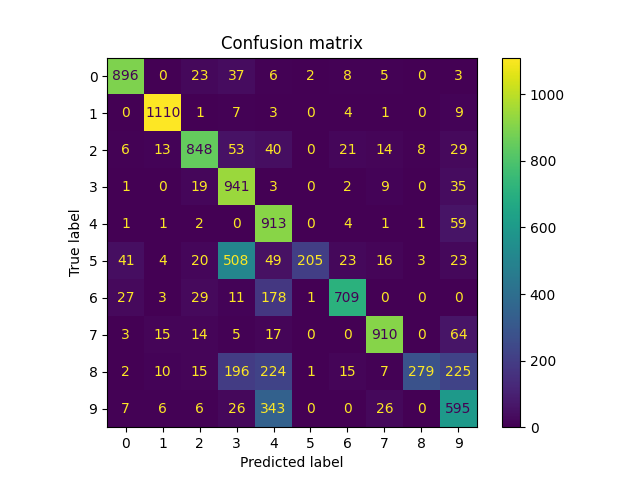 Confusion matrix
True label
0 896 0 23 37 6 2 8 5 0 3
1 0 1110 1 7 3 0 4 1 0 9
2 6 13 848 53 40 0 21 14 8 29
3 1 0 19 941 3 0 2 9 0 35
4 1 1 2 0 913 0 4 1 1 59
5 41 4 20 508 49 205 23 16 3 23
6 27 3 29 11 178 1 709 0 0 0
7 3 15 14 5 17 0 0 910 0 64
8 2 10 15 196 224 1 15 7 279 225
9 7 6 6 26 343 0 0 26 0 595
0 1 2 3 4 5 6 7 8 9
Predicted label
1000
800
600
400
200
0